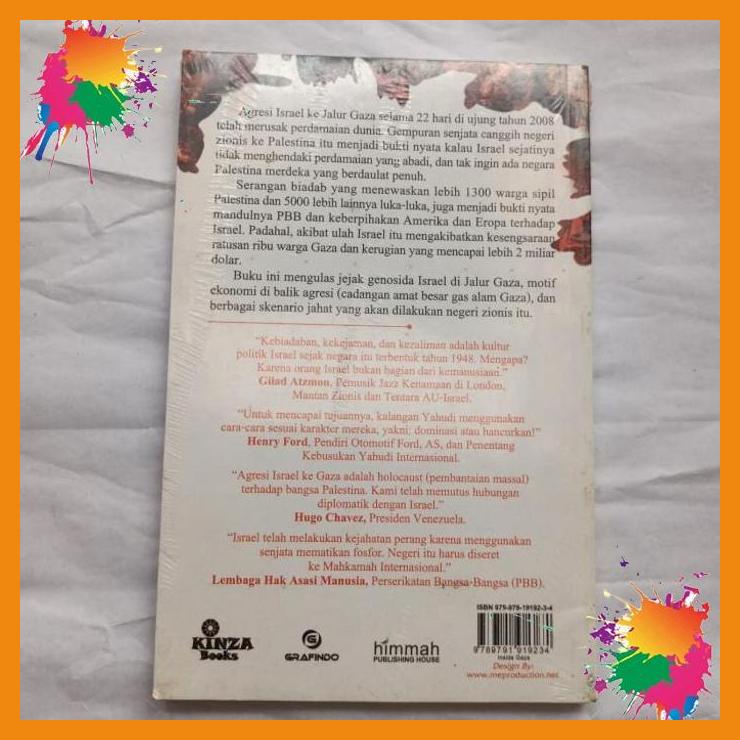 Agresi Israel ke Jalur Gaza selama 22 hari di ujung tahun 2008
telah merusak perdamaian dunia. Gempuran senjata canggih negeri
zionis ke Palestina itu menjadi bukti nyata kalau Israel sejatinya
tidak menghendaki perdamaian yang abadi, dan tak ingin ada negara
Palestina merdeka yang berdaulat penuh.
Serangan biadab yang menewaskan lebih 1300 warga sipil
Palestina dan 5000 lebih lainnya luka-luka, juga menjadi bukti nyata
mandulnya PBB dan keberpihakan Amerika dan Eropa terhadap
Israel. Padahal, akibat ulah Israel itu mengakibatkan kesengsaraan
ratusan ribu warga Gaza dan kerugian yang mencapai lebih 2 miliar
dolar.
Buku ini mengulas jejak genosida Israel di Jalur Gaza, motif
ekonomi di balik agresi (cadangan amat besar gas alam Gaza), dan
berbagai skenario jahat yang akan dilakukan negeri zionis itu.
"Kebiadaban, kekejaman, dan kezaliman adalah kultur
politik Israel sejak negara itu terbentuk tahun 1948. Mengapa?
Karena orang Israel bukan bagian dari kemanusiaan."
Gilad Atzmon, Pemusik Jazz Kenamaan di London,
Mantan Zionis dan Tentara AU-Israel.
"Untuk mencapai tujuannya, kalangan Yahudi menggunakan
cara-cara sesuai karakter mereka, yakni: dominasi atau hancurkan!"
Henry Ford, Pendiri Otomotif Ford, AS, dan Penentang
Kebusukan Yahudi Internasional.
"Agresi Israel ke Gaza adalah holocaust (pembantaian massal)
terhadap bangsa Palestina. Kami telah memutus hubungan
diplomatik dengan Israel."
Hugo Chavez, Presiden Venezuela.
"Israel telah melakukan kejahatan perang karena menggunakan
senjata mematikan fosfor. Negeri itu harus diseret
ke Mahkamah Internasional."
Lembaga Hak Asasi Manusia, Perserikatan Bangsa-Bangsa (PBB).
ISBN 979-979-19192-3-4
9789791919234
Inside Gaza
Design By:
www.meproduction.net
KINZA
Books
GRAFINDO
himmah
PUBLISHING HOUSE